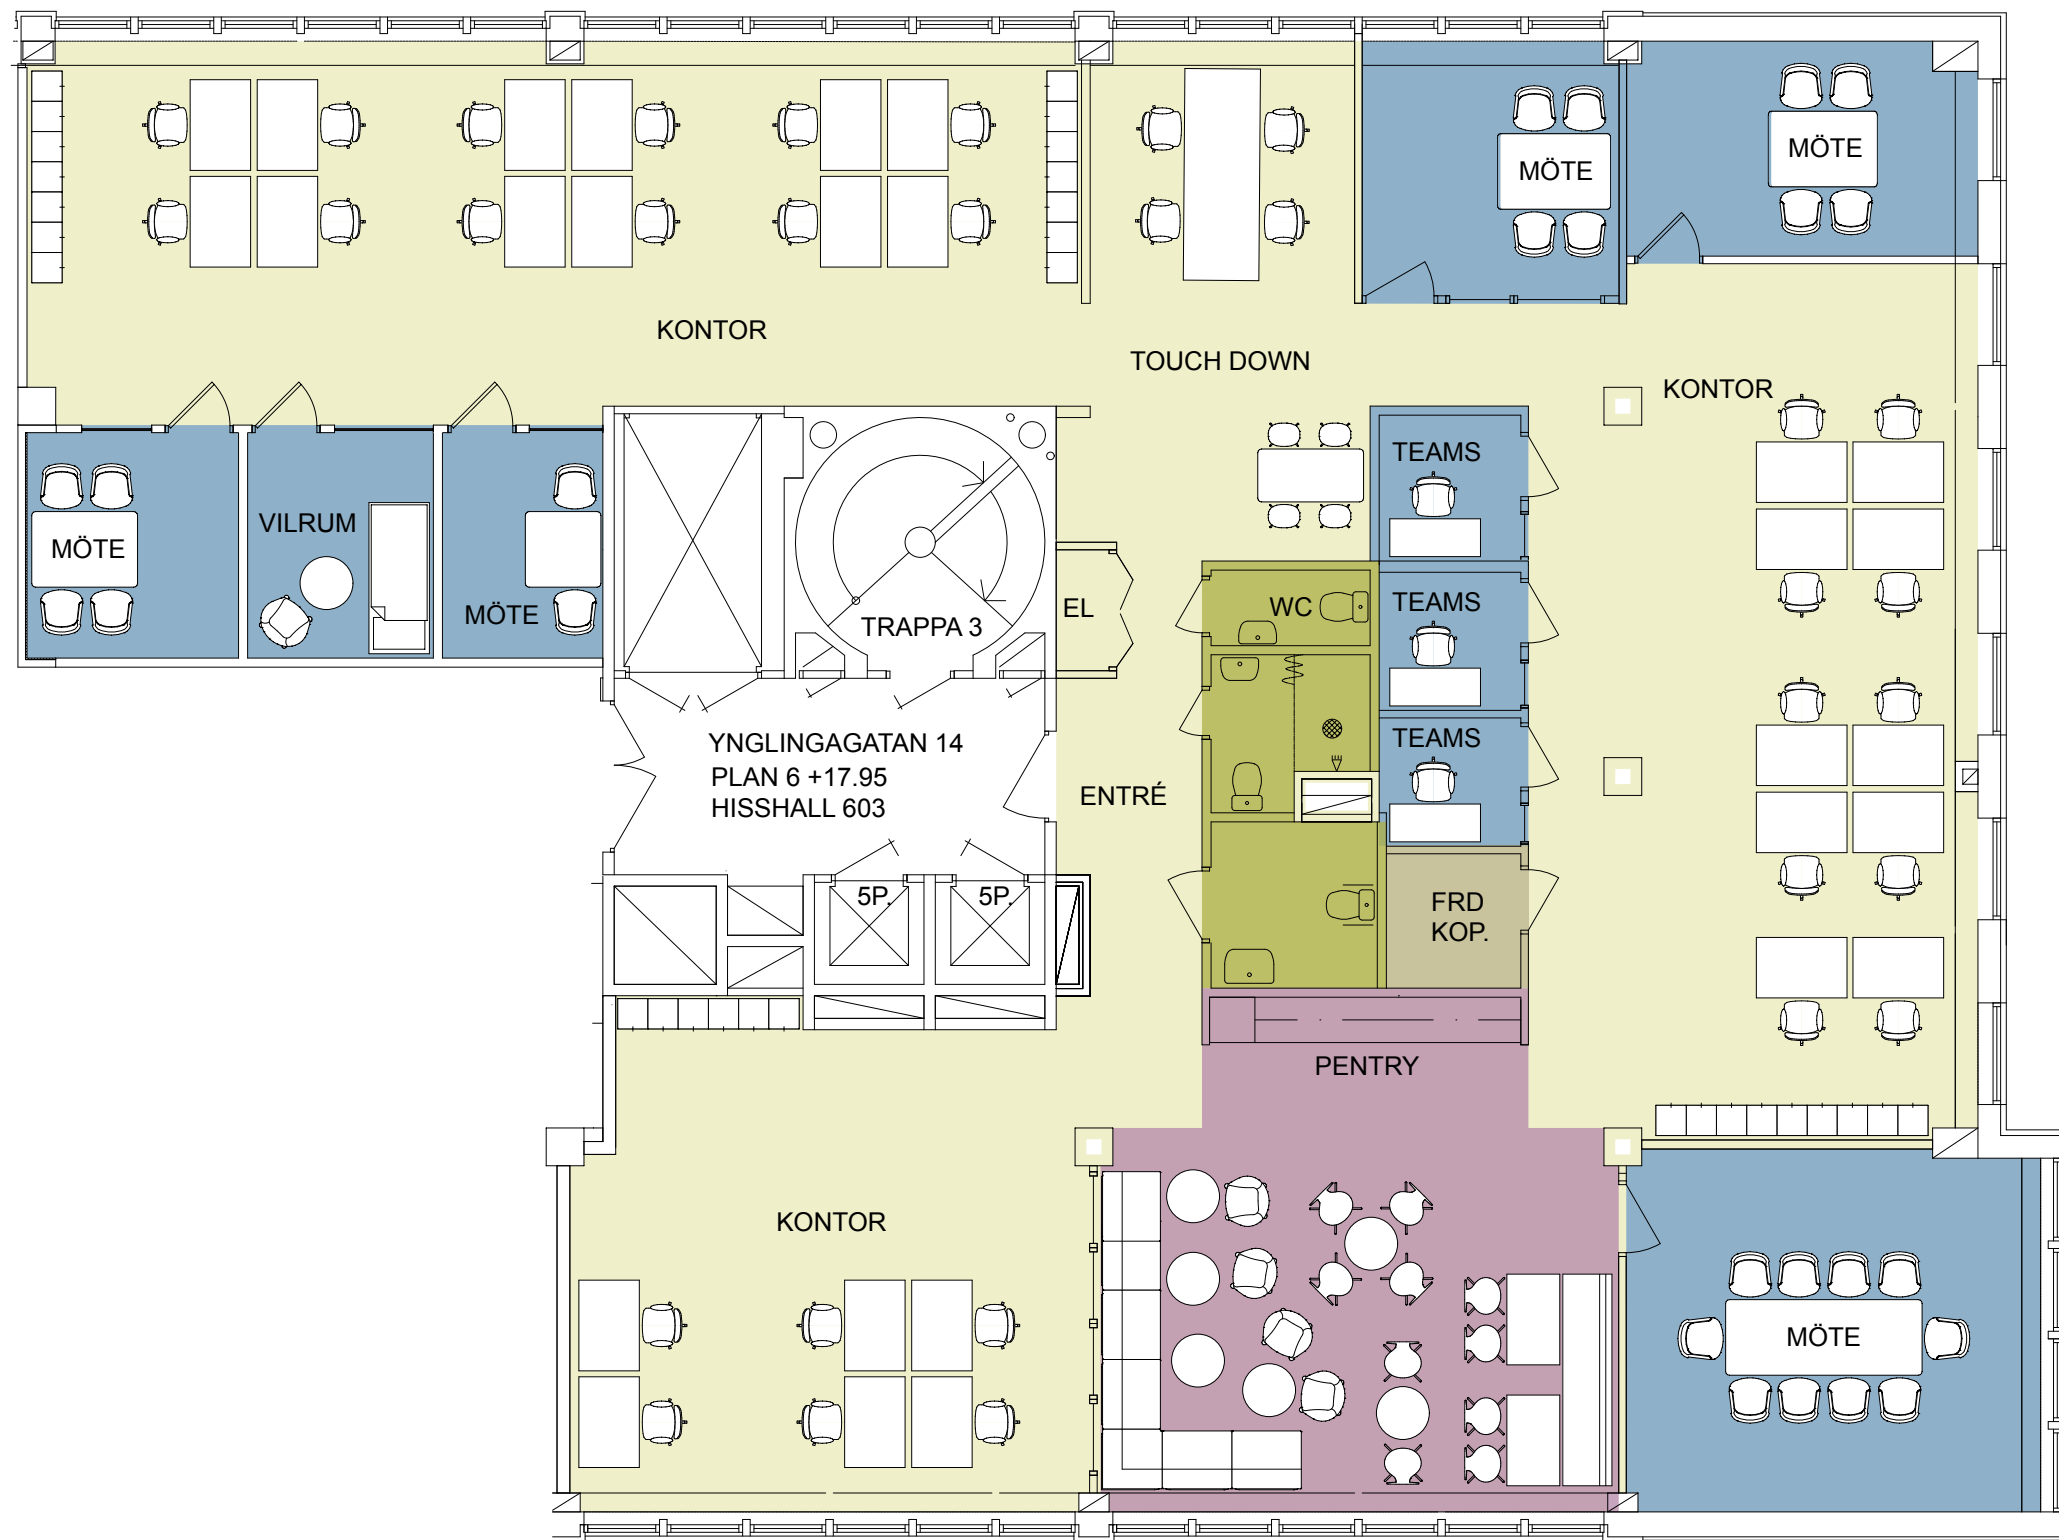 MÖTE
MÖTE
KONTOR
TOUCH DOWN
KONTOR
TEAMS
VILRUM
MÖTE
MÖTE
TRAPPA 3
EL
WC
TEAMS
TEAMS
YNGLINGAGATAN 14
PLAN 6 +17.95
HISSHALL 603
ENTRÉ
5P.
5P.
FRD
KOP.
PENTRY
KONTOR
MÖTE